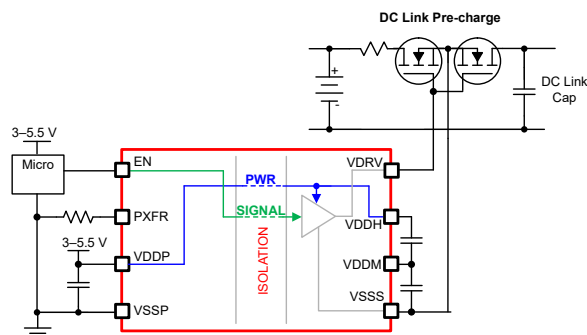 DC Link Pre-charge
+
-
DC Link
Cap
3–5.5 V
Micro
EN
VDRV
PWR
PXFR
SIGNAL
VDDH
3–5.5 V
ISOLATION
VDDP
VDDM
VSSP
VSSS